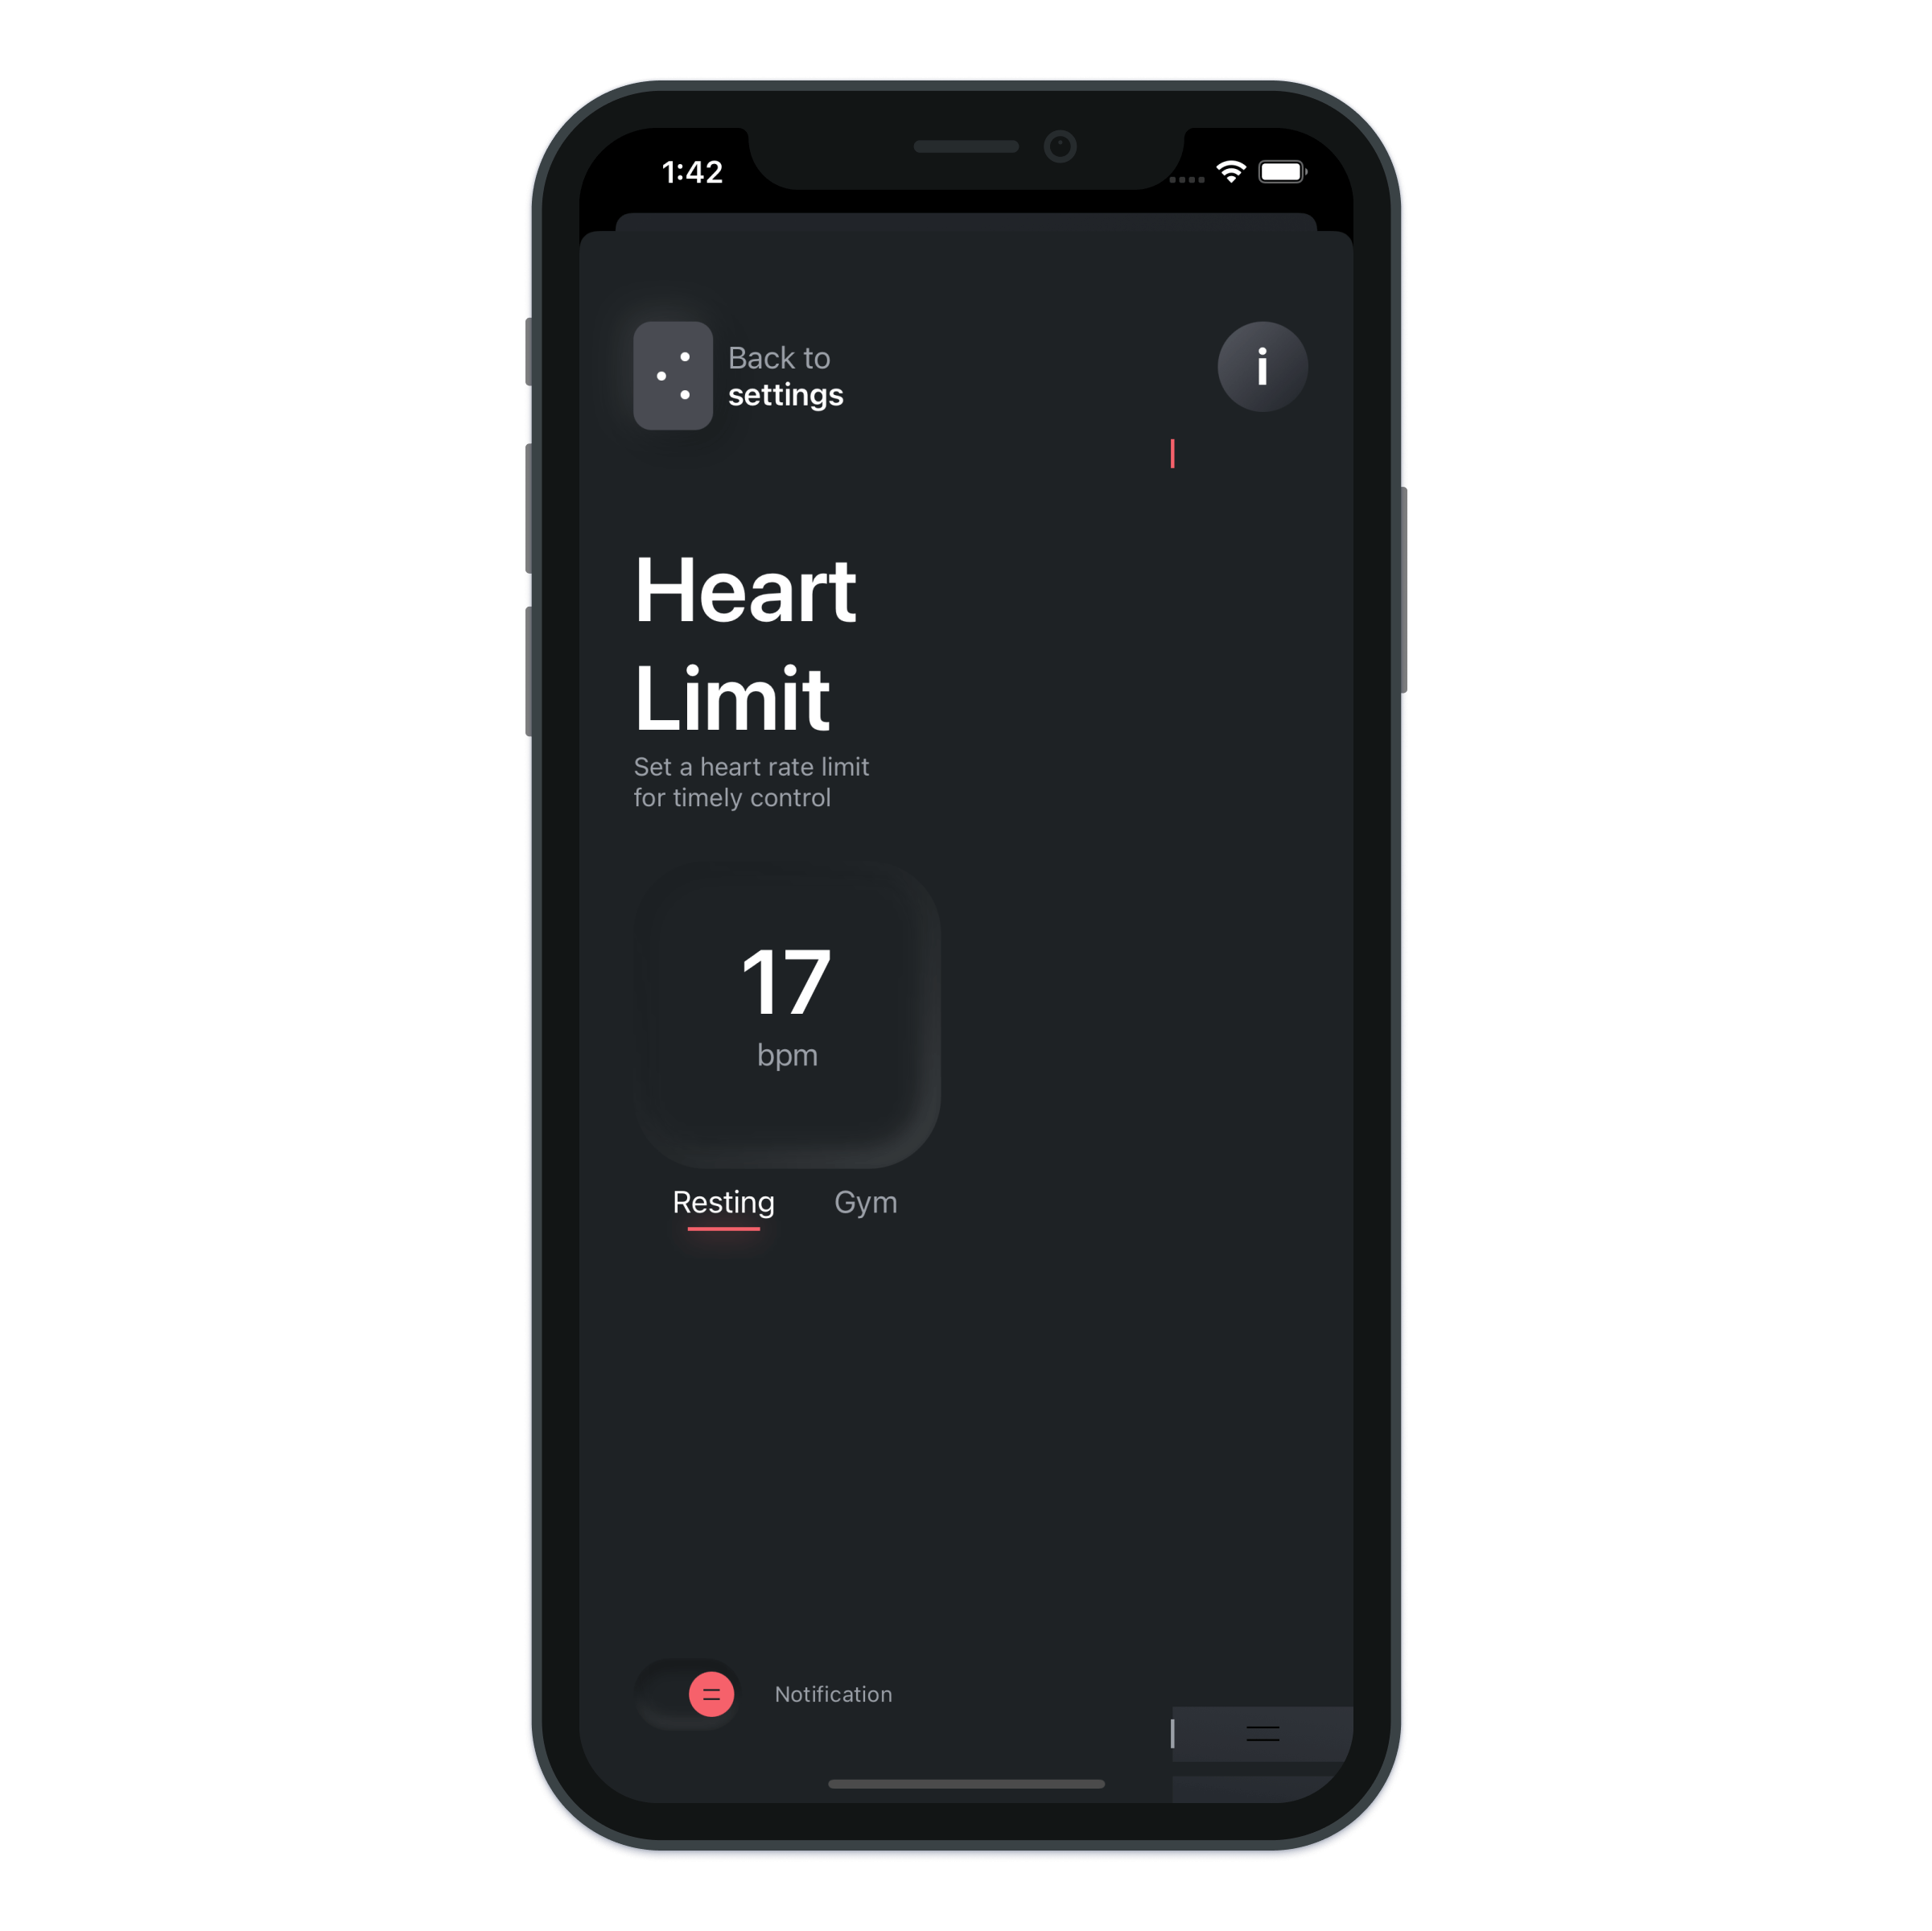 1:42
Back to
settings
i
Heart
Limit
Set a heart rate limit
for timely control
17
bpm
Resting Gym
Notification